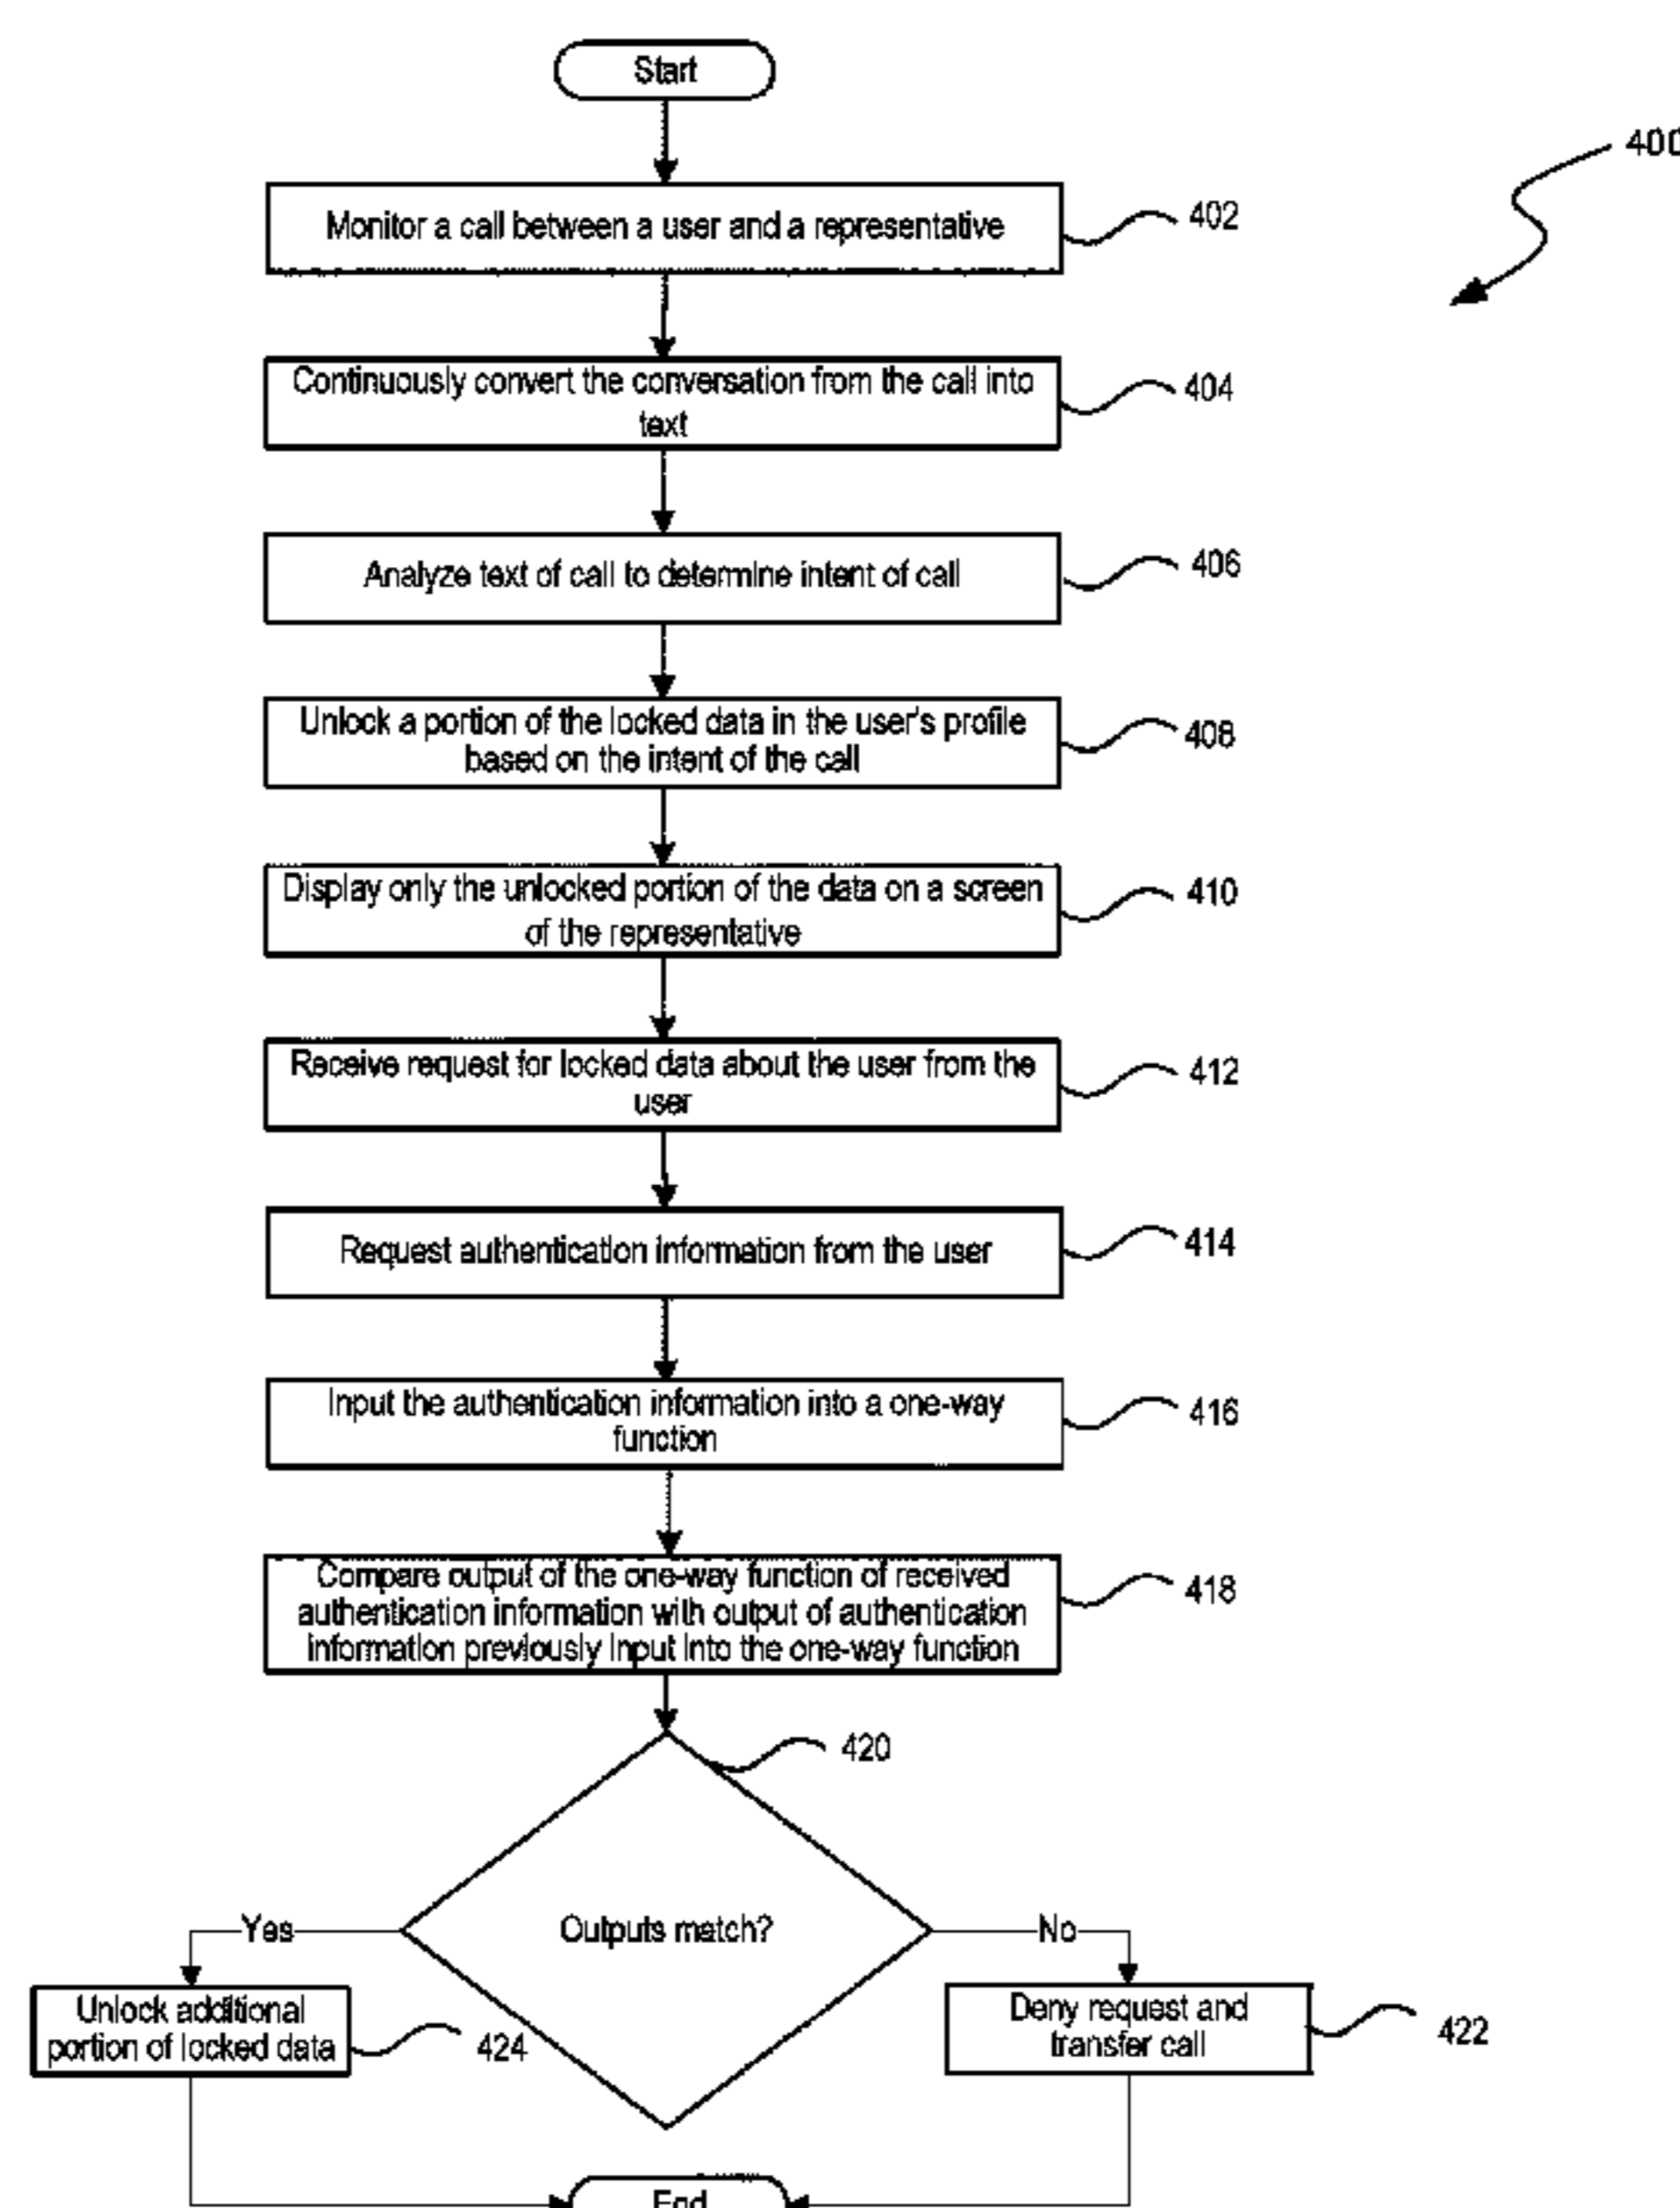 Start
400
Monitor a call between a user and a representative
402
Continuously convert the conversation from the call into
text
404
Analyze text of call to determine intent of call
406
Unlock a portion of the locked data in the user's profile
based on the intent of the call
408
Display only the unlocked portion of the data on a screen
of the representative
410
Receive request for locked data about the user from the
user
412
Request authentication information from the user
414
Input the authentication information into a one-way
function
416
Compare output of the one-way function of received
authentication information with output of authentication
information previously input into the one-way function
418
420
Outputs match?
Yes
No
Unlock additional
portion of locked data
424
Deny request and
transfer call
422
End